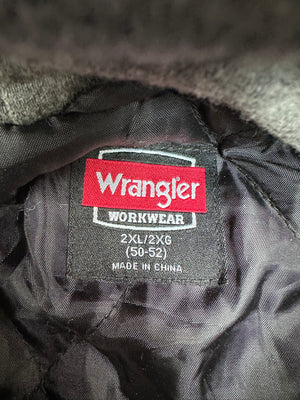 Wrangler
WORKWEAR
2XL/2XG
(50-52)
MADE IN CHINA